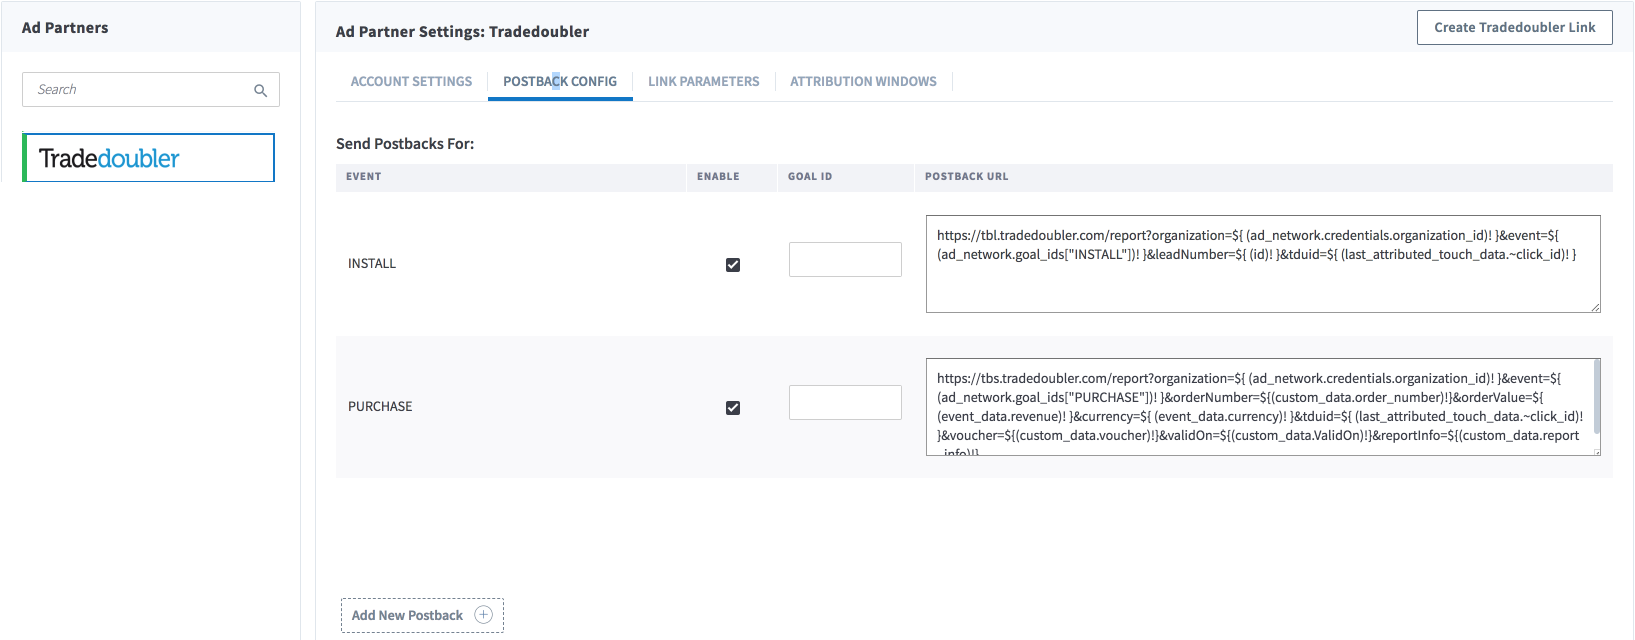 Ad Partners
Search
Tradedoubler
Ad Partner Settings: Tradedoubler
Create Tradedoubler Link
ACCOUNT SETTINGS
POSTBACK CONFIG
LINK PARAMETERS
ATTRIBUTION WINDOWS
Send Postbacks For:
EVENT
ENABLE
GOAL ID
POSTBACK URL
INSTALL
https://tbl.tradedoubler.com/report?organization=${ (ad_network.credentials.organization_id)! }&event=${
(ad_network.goal_ids["INSTALL"])! }&leadNumber=${ (id)! }&tduid=${ (last_attributed_touch_data.~click_id)! }
PURCHASE
https://tbs.tradedoubler.com/report?organization=${ (ad_network.credentials.organization_id)! }&event=${
(ad_network.goal_ids["PURCHASE"])! }&orderNumber=${(custom_data.order_number)!}&orderValue=${
(event_data.revenue)! }&currency=${ (event_data.currency)! }&tduid=${ (last_attributed_touch_data.~click_id)!
}&voucher=${(custom_data.voucher)!}&validOn=${(custom_data.ValidOn)!}&reportInfo=${(custom_data.report
_info)!}
Add New Postback